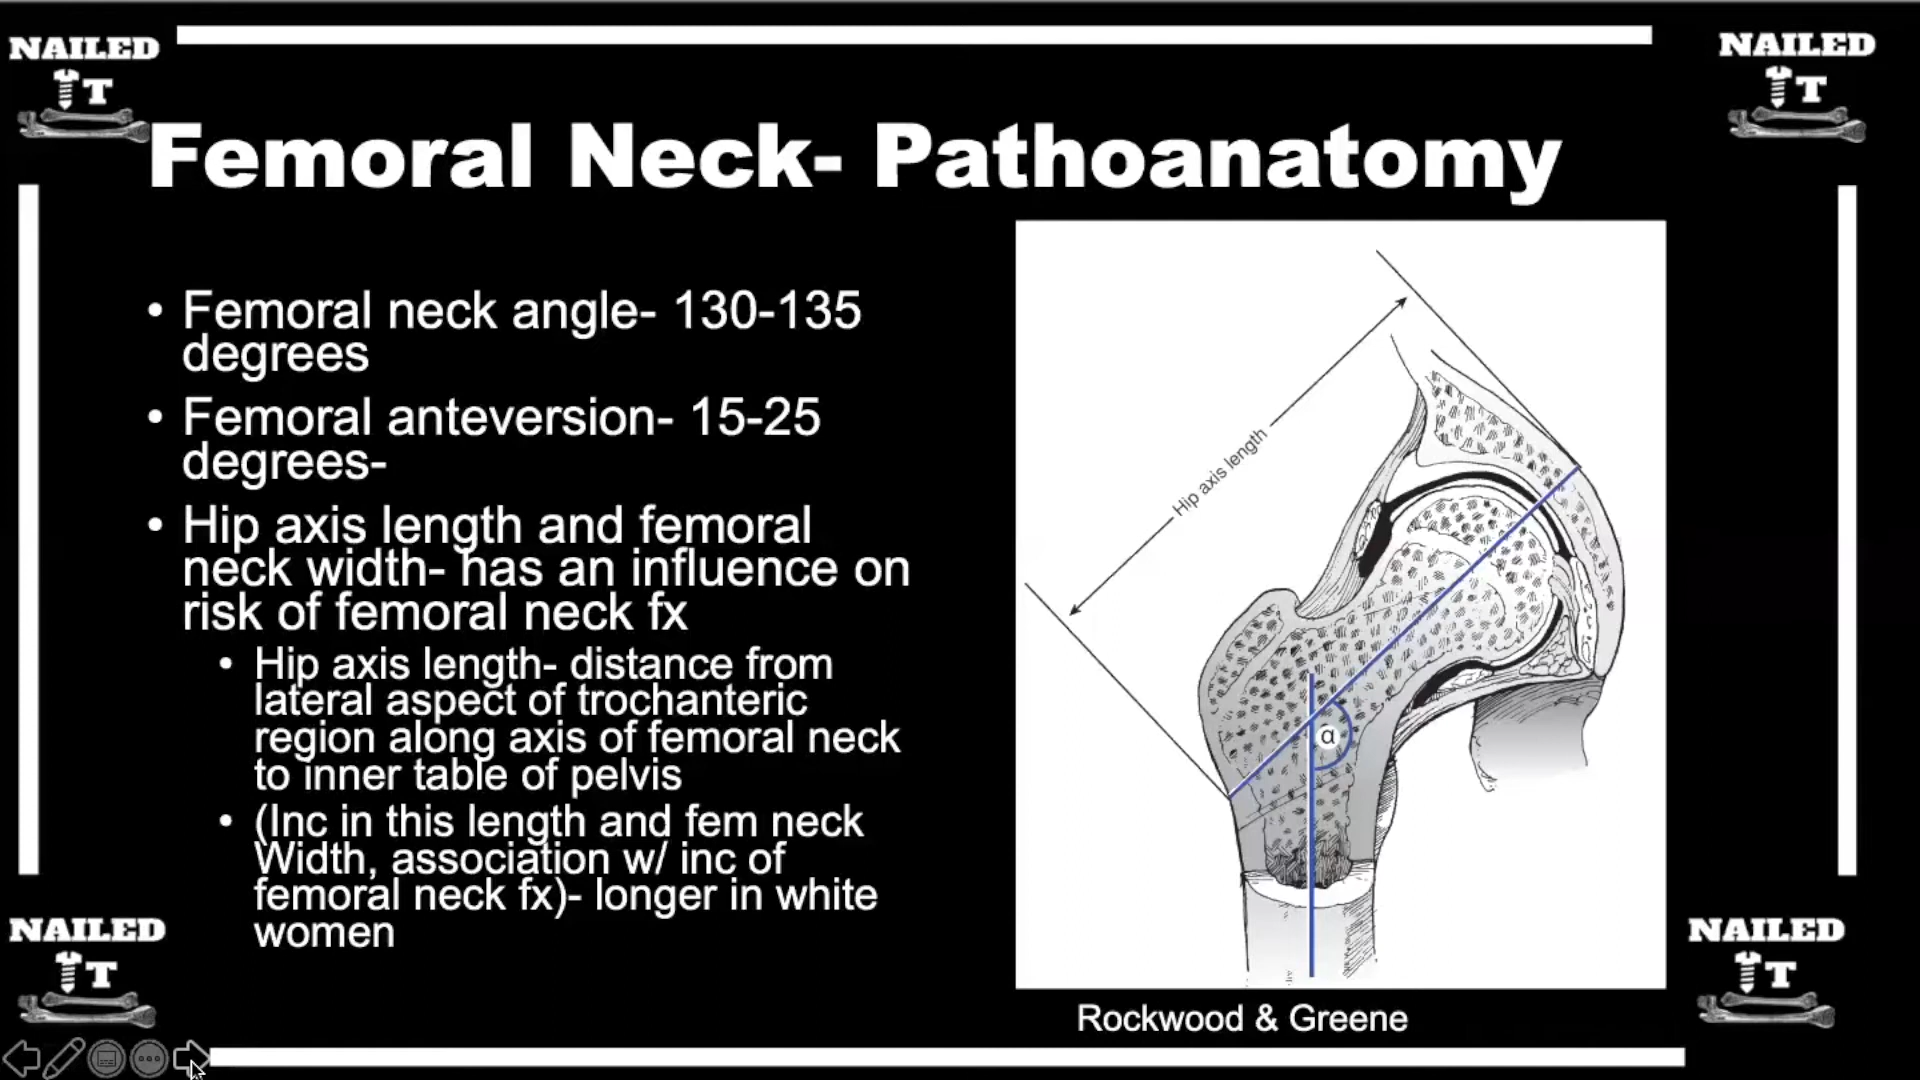 NAILED
IT
NAILED
IT
Femoral Neck- Pathoanatomy
• Femoral neck angle- 130-135
degrees
• Femoral anteversion- 15-25
degrees-
• Hip axis length and femoral
neck width- has an influence on
risk of femoral neck fx
• Hip axis length- distance from
lateral aspect of trochanteric
region along axis of femoral neck
to inner table of pelvis
• (Inc in this length and fem neck
Width, association w/ inc of
femoral neck fx)- longer in white
women
Hip axis length
α
Rockwood & Greene
NAILED
IT
NAILED
IT